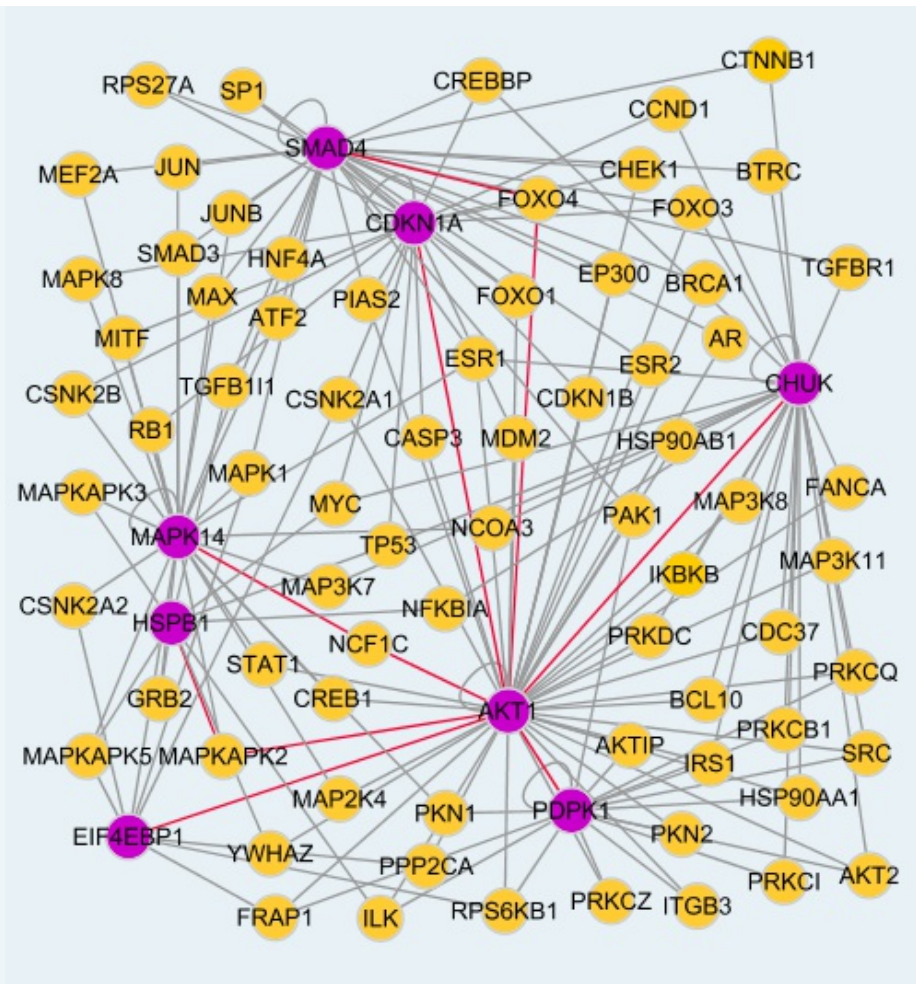 CTNNB1
RPS27A
SP1
CREBBP
CCND1
SMAD4
MEF2A
JUN
CHEK1
BTRC
FOXO4
JUNB
CDKN1A
FOXO3
SMAD3
HNF4A
MAPK8
EP300
BRCA1
TGFBR1
MAX
PIAS2
FOXO1
ATF2
MITF
AR
ESR1
ESR2
CSNK2B
TGFB1I1
CHUK
CSNK2A1
CDKN1B
RB1
CASP3
MDM2
HSP90AB1
MAPK1
MAPKAPK3
MYC
MAP3K8
FANCA
PAK1
NCOA3
MAPK14
TP53
MAP3K11
IKBKB
MAP3K7
CSNK2A2
NFKBIA
HSPB1
PRKDC
CDC37
NCF1C
STAT1
PRKCQ
GRB2
CREB1
AKT1
BCL10
PRKCB1
AKTIP
MAPKAPK5
MAPKAPK2
SRC
IRS1
MAP2K4
HSP90AA1
PKN1
PDPK1
EIF4EBP1
PKN2
YWHAZ
PPP2CA
AKT2
PRKCI
PRKCZ
ITGB3
RPS6KB1
FRAP1
ILK